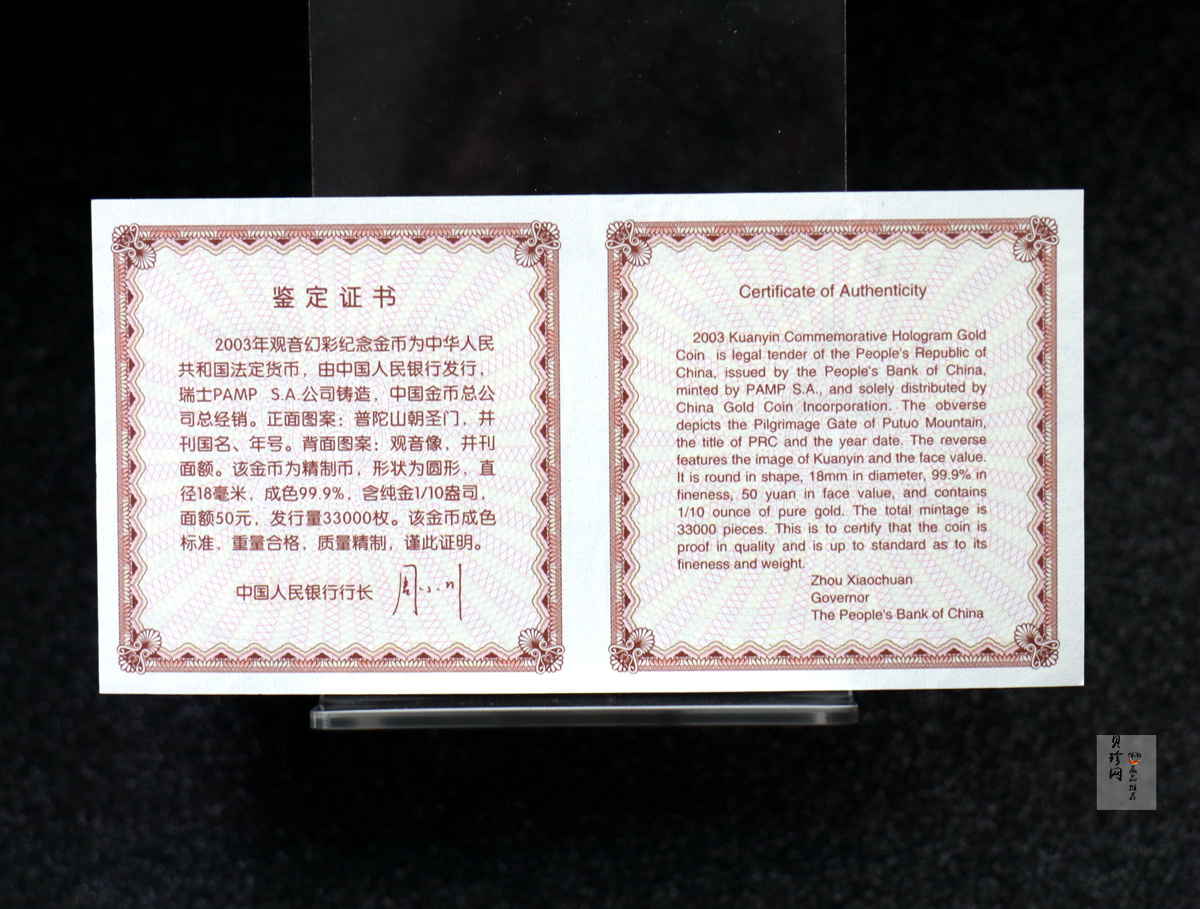 鉴定证书
2003年观音幻彩纪念金币为中华人民
共和国法定货币，由中国人民银行发行，
瑞士PAMP S.A.公司铸造，中国金币总公
司总经销。正面图案：普陀山朝圣门，并
刊国名、年号。背面图案：观音像，并刊
面额。该金币为精制币，形状为圆形，直
径18毫米，成色99.9%，含纯金1/10盎司，
面额50元，发行量33000枚。该金币成色
标准，重量合格，质量精制，谨此证明。
中国人民银行行长 周小川
Certificate of Authenticity
2003 Kuanyin Commemorative Hologram Gold
Coin is legal tender of the People's Republic of
China, issued by the People's Bank of China,
minted by PAMP S.A., and solely distributed by
China Gold Coin Incorporation. The obverse
depicts the Pilgrimage Gate of Putuo Mountain,
the title of PRC and the year date. The reverse
features the image of Kuanyin and the face value.
It is round in shape, 18mm in diameter, 99.9% in
fineness, 50 yuan in face value, and contains
1/10 ounce of pure gold. The total mintage is
33000 pieces. This is to certify that the coin is
proof in quality and is up to standard as to its
fineness and weight.
Zhou Xiaochuan
Governor
The People's Bank of China
贝珍网